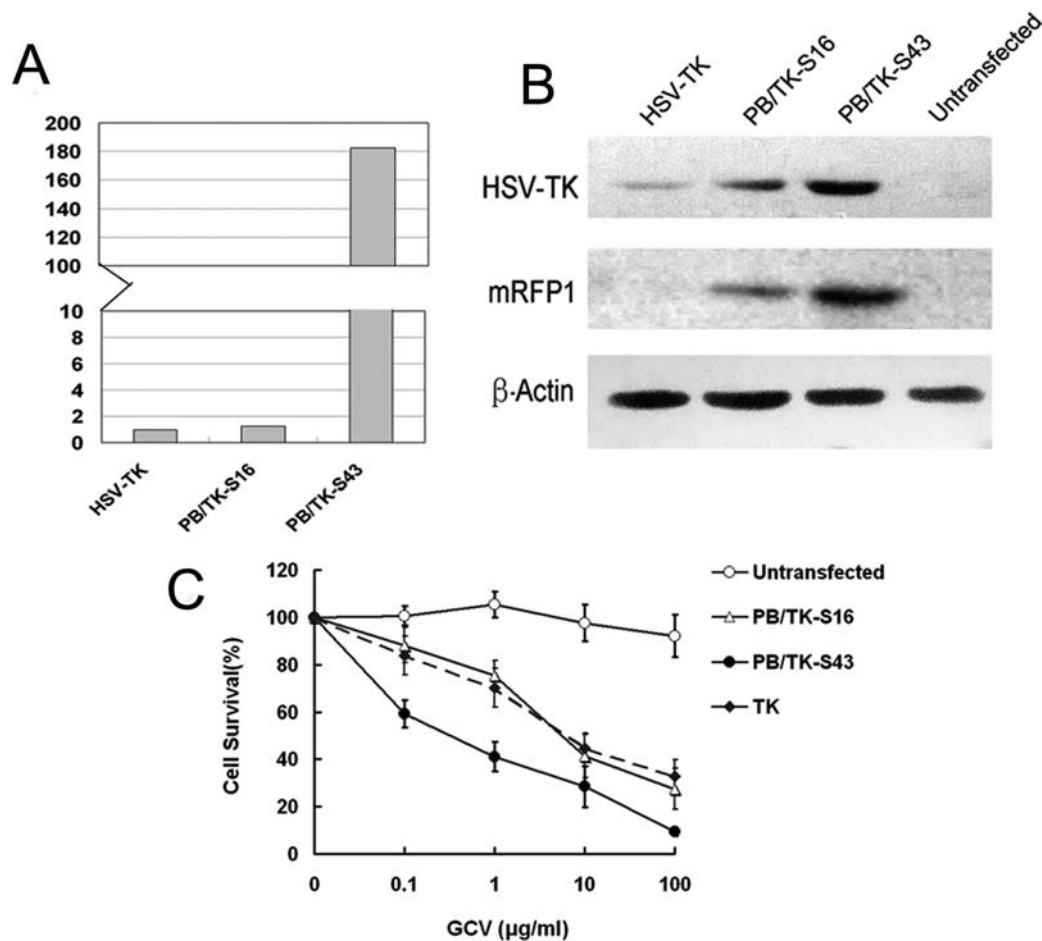 A
200
180
160
140
120
100
10
8
6
4
2
0
HSV-TK
PB/TK-S16
PB/TK-S43
B
HSV-TK
PB/TK-S16
PB/TK-S43
Untransfected
HSV-TK
mRFP1
β-Actin
C
Cell Survival(%)
120
100
80
60
40
20
0
0
0.1
1
10
100
GCV (µg/ml)
Untransfected
PB/TK-S16
PB/TK-S43
TK